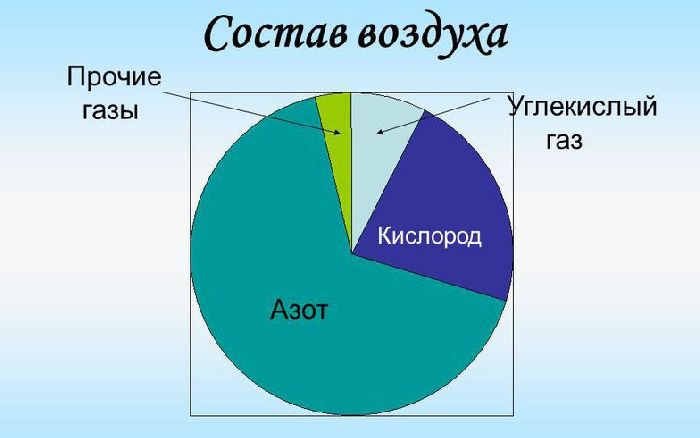 Состав воздуха
Прочие
газы
Углекислый
газ
Кислород
Азот